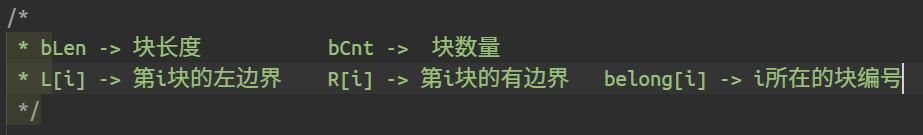 /*
* bLen -> 块长度 bCnt -> 块数量
* L[i] -> 第i块的左边界 R[i] -> 第i块的有边界 belong[i] -> i所在的块编号
*/